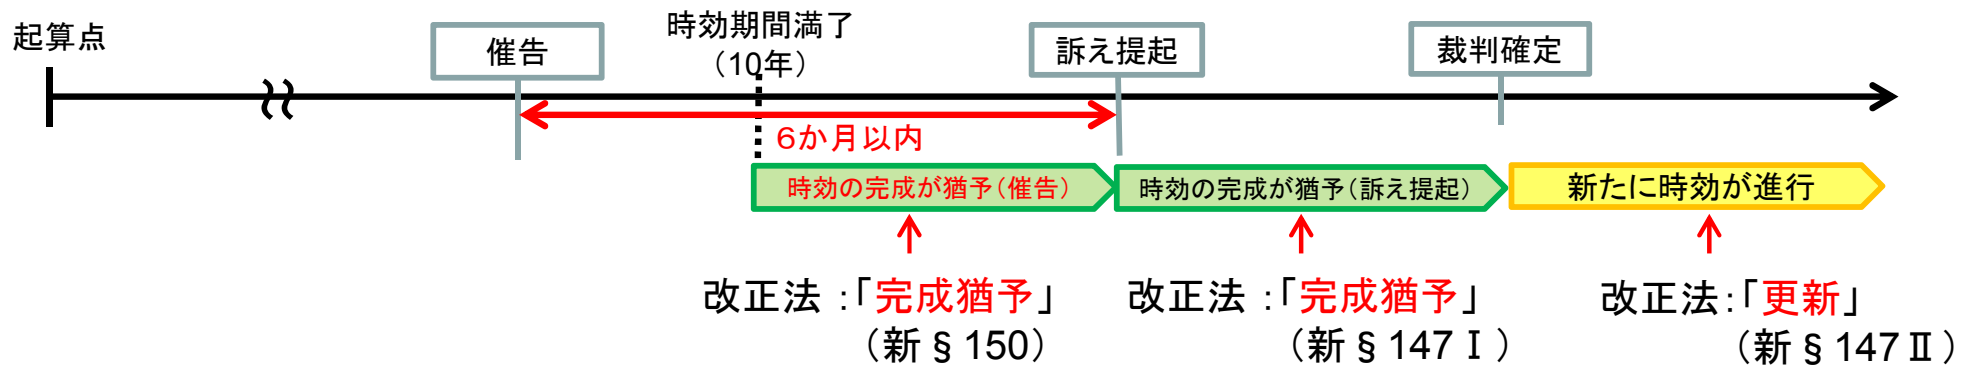 起算点
催告
時効期間満了
（10年）
訴え提起
裁判確定
６か月以内
時効の完成が猶予（催告）
時効の完成が猶予（訴え提起）
新たに時効が進行
改正法：「完成猶予」
（新§150）
改正法：「完成猶予」
（新§147Ⅰ）
改正法：「更新」
（新§147Ⅱ）